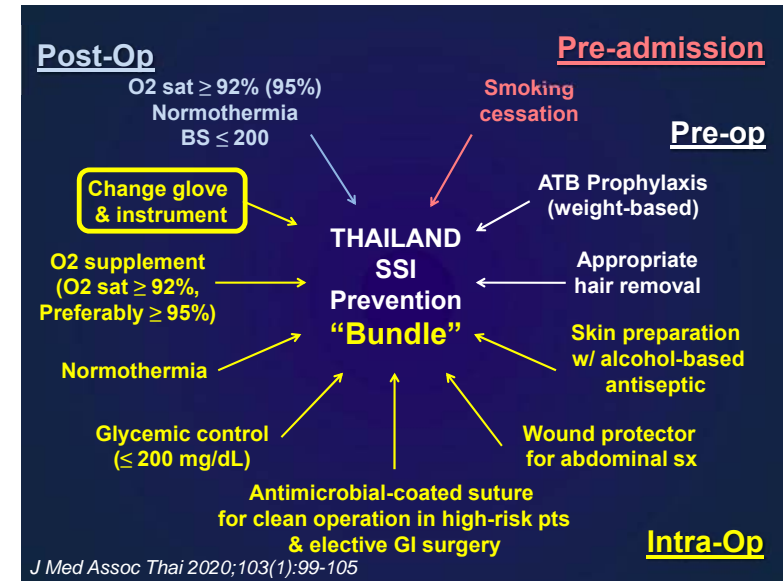 Post-Op
O2 sat ≥ 92% (95%)
Normothermia
BS ≤ 200
Pre-admission
Smoking
cessation
Pre-op
ATB Prophylaxis
(weight-based)
Appropriate
hair removal
Change glove
& instrument
O2 supplement
(O2 sat ≥ 92%,
Preferably ≥ 95%)
Normothermia
Glycemic control
(≤ 200 mg/dL)
THAILAND
SSI
Prevention
“Bundle”
Skin preparation
w/ alcohol-based
antiseptic
Wound protector
for abdominal sx
Antimicrobial-coated suture
for clean operation in high-risk pts
& elective GI surgery
Intra-Op
J Med Assoc Thai 2020;103(1):99-105